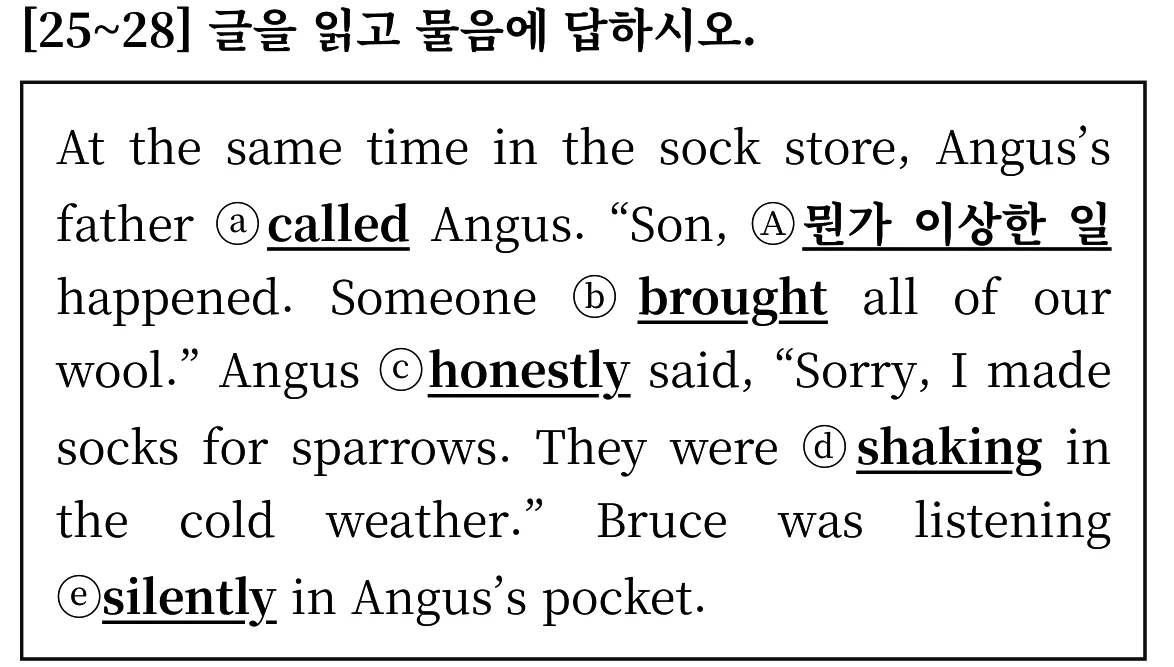 [25~28] 글을 읽고 물음에 답하시오.
At the same time in the sock store, Angus’s
father ⓐcalled Angus. “Son, Ⓐ뭔가 이상한 일
happened. Someone ⓑ brought all of our
wool.” Angus ⓒhonestly said, “Sorry, I made
socks for sparrows. They were ⓓshaking in
the cold weather.” Bruce was listening
ⓔsilently in Angus’s pocket.